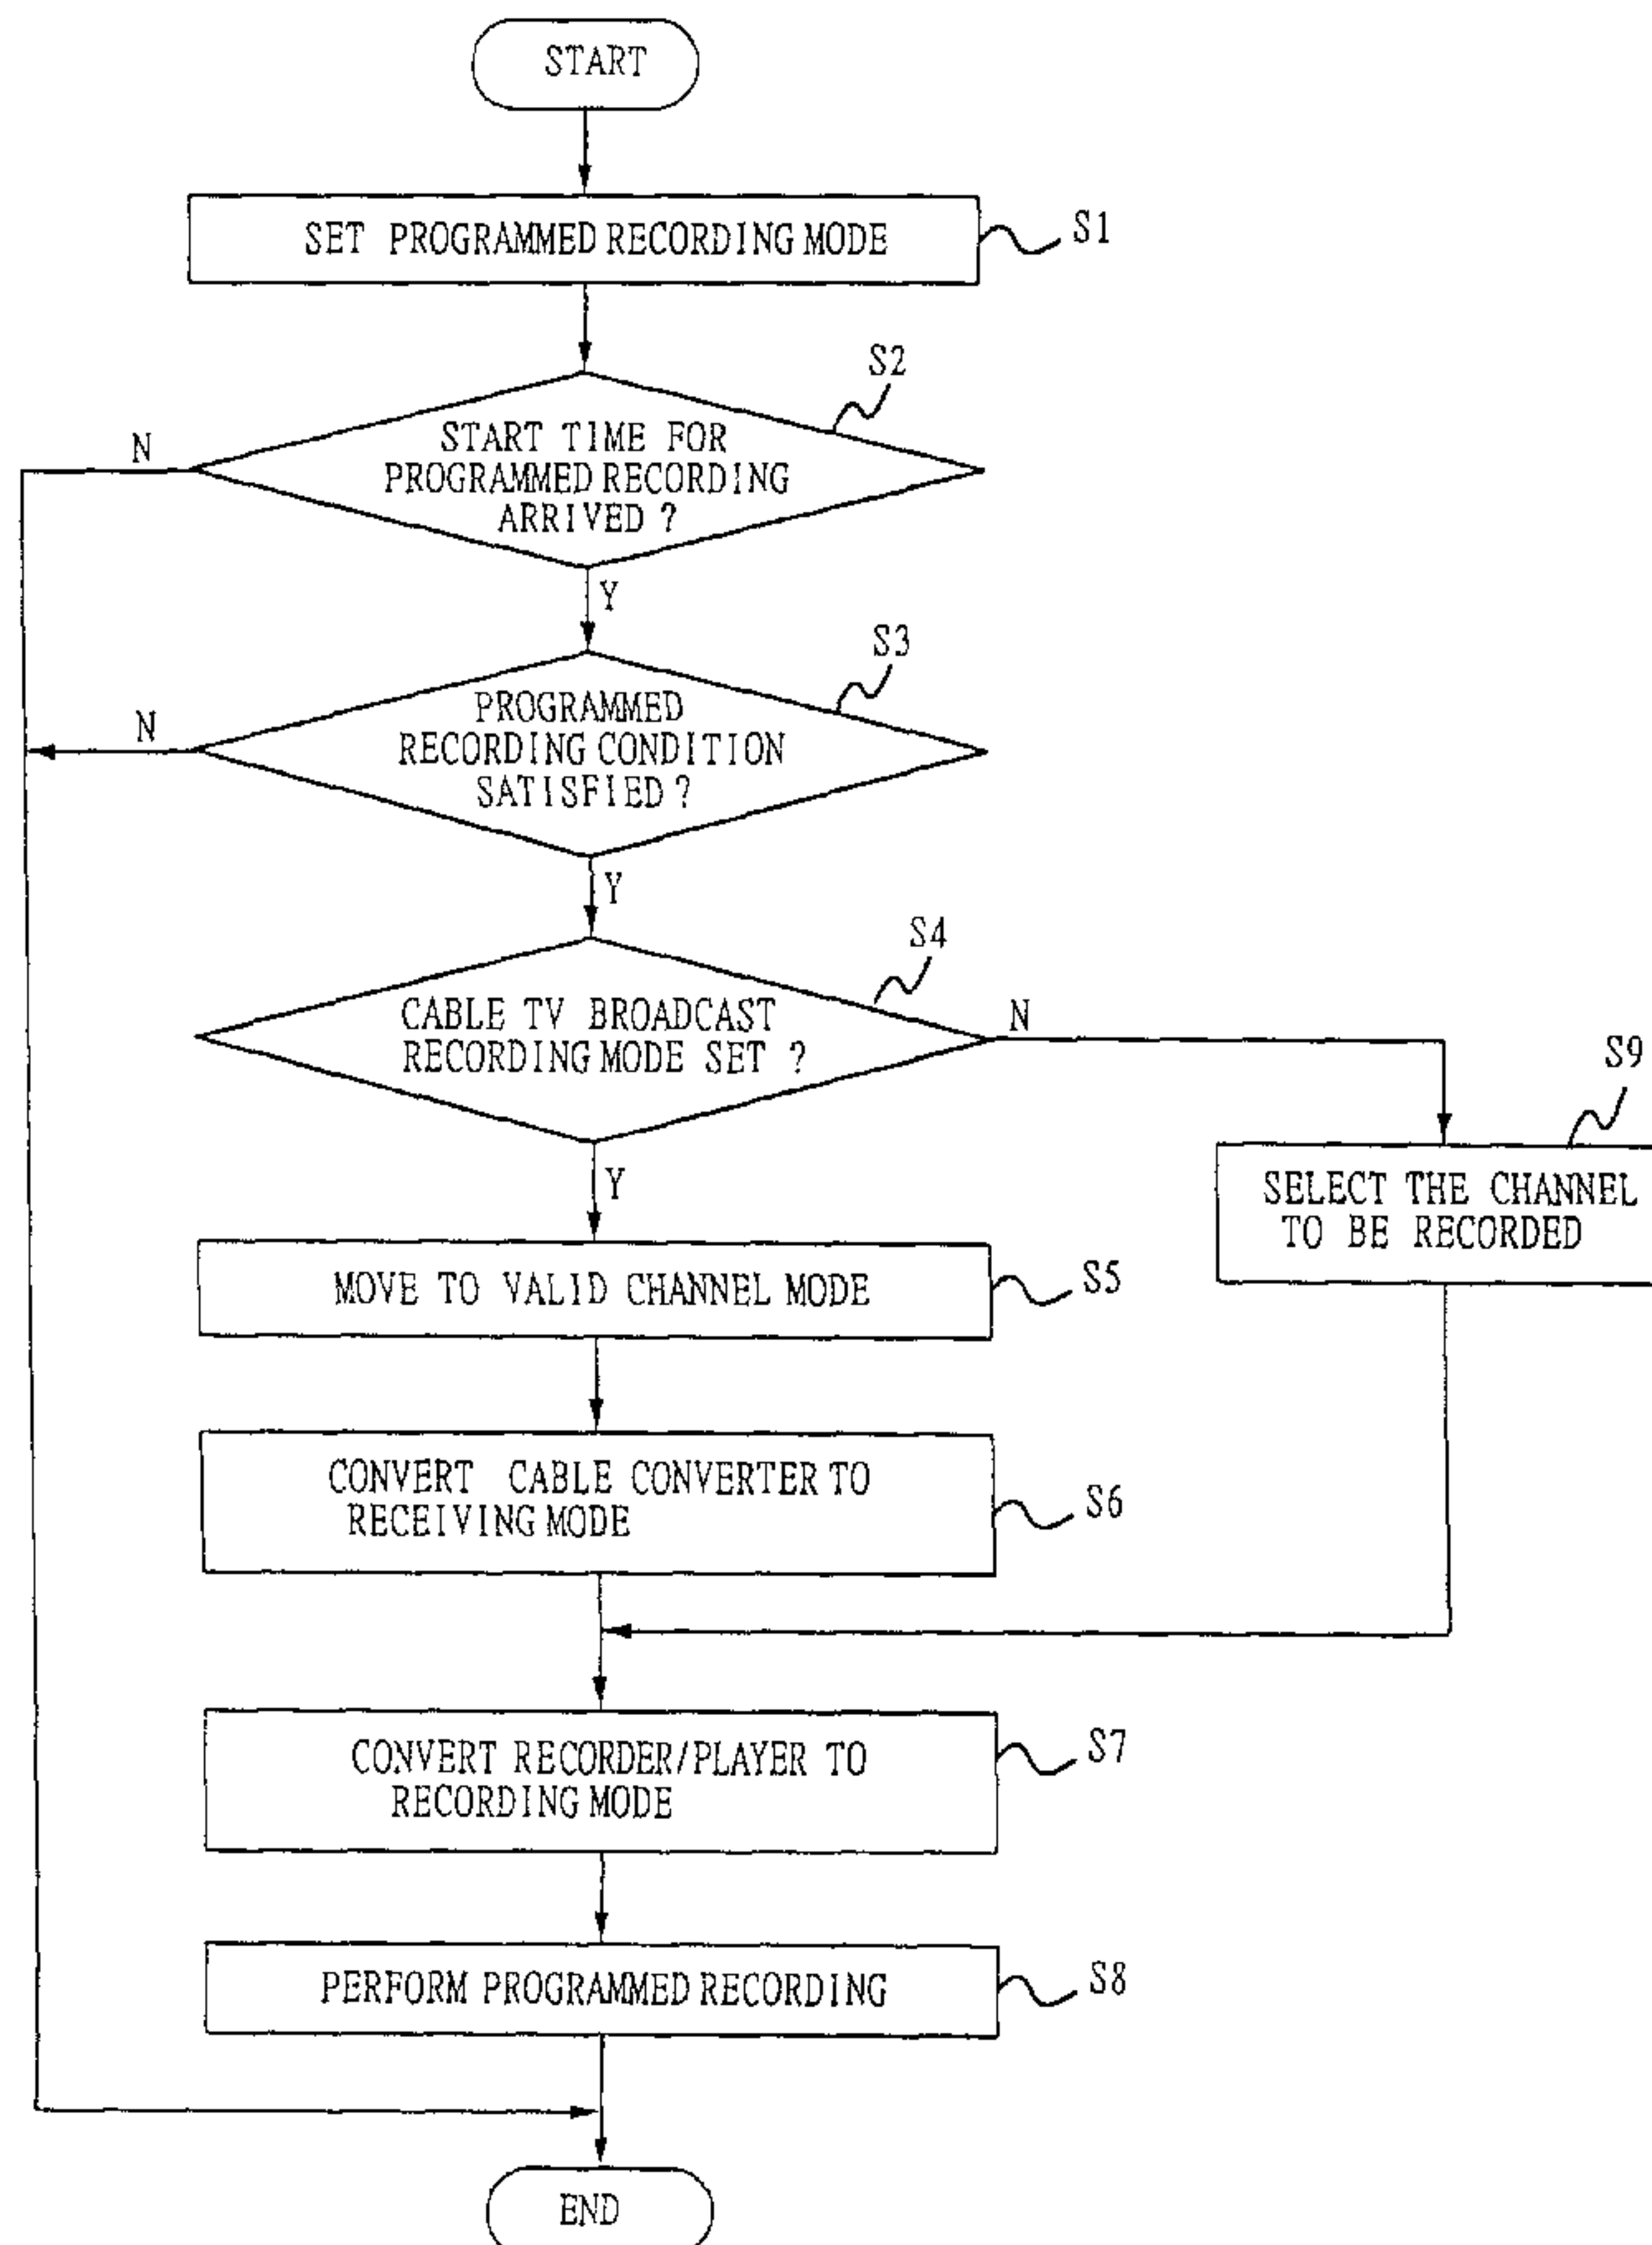 START
SET PROGRAMMED RECORDING MODE
S1
S2
START TIME FOR
PROGRAMMED RECORDING
ARRIVED ?
N
Y
S3
PROGRAMMED
RECORDING CONDITION
SATISFIED ?
N
Y
S4
CABLE TV BROADCAST
RECORDING MODE SET ?
N
Y
S9
SELECT THE CHANNEL
TO BE RECORDED
MOVE TO VALID CHANNEL MODE
S5
CONVERT CABLE CONVERTER TO
RECEIVING MODE
S6
CONVERT RECORDER/PLAYER TO
RECORDING MODE
S7
PERFORM PROGRAMMED RECORDING
S8
END